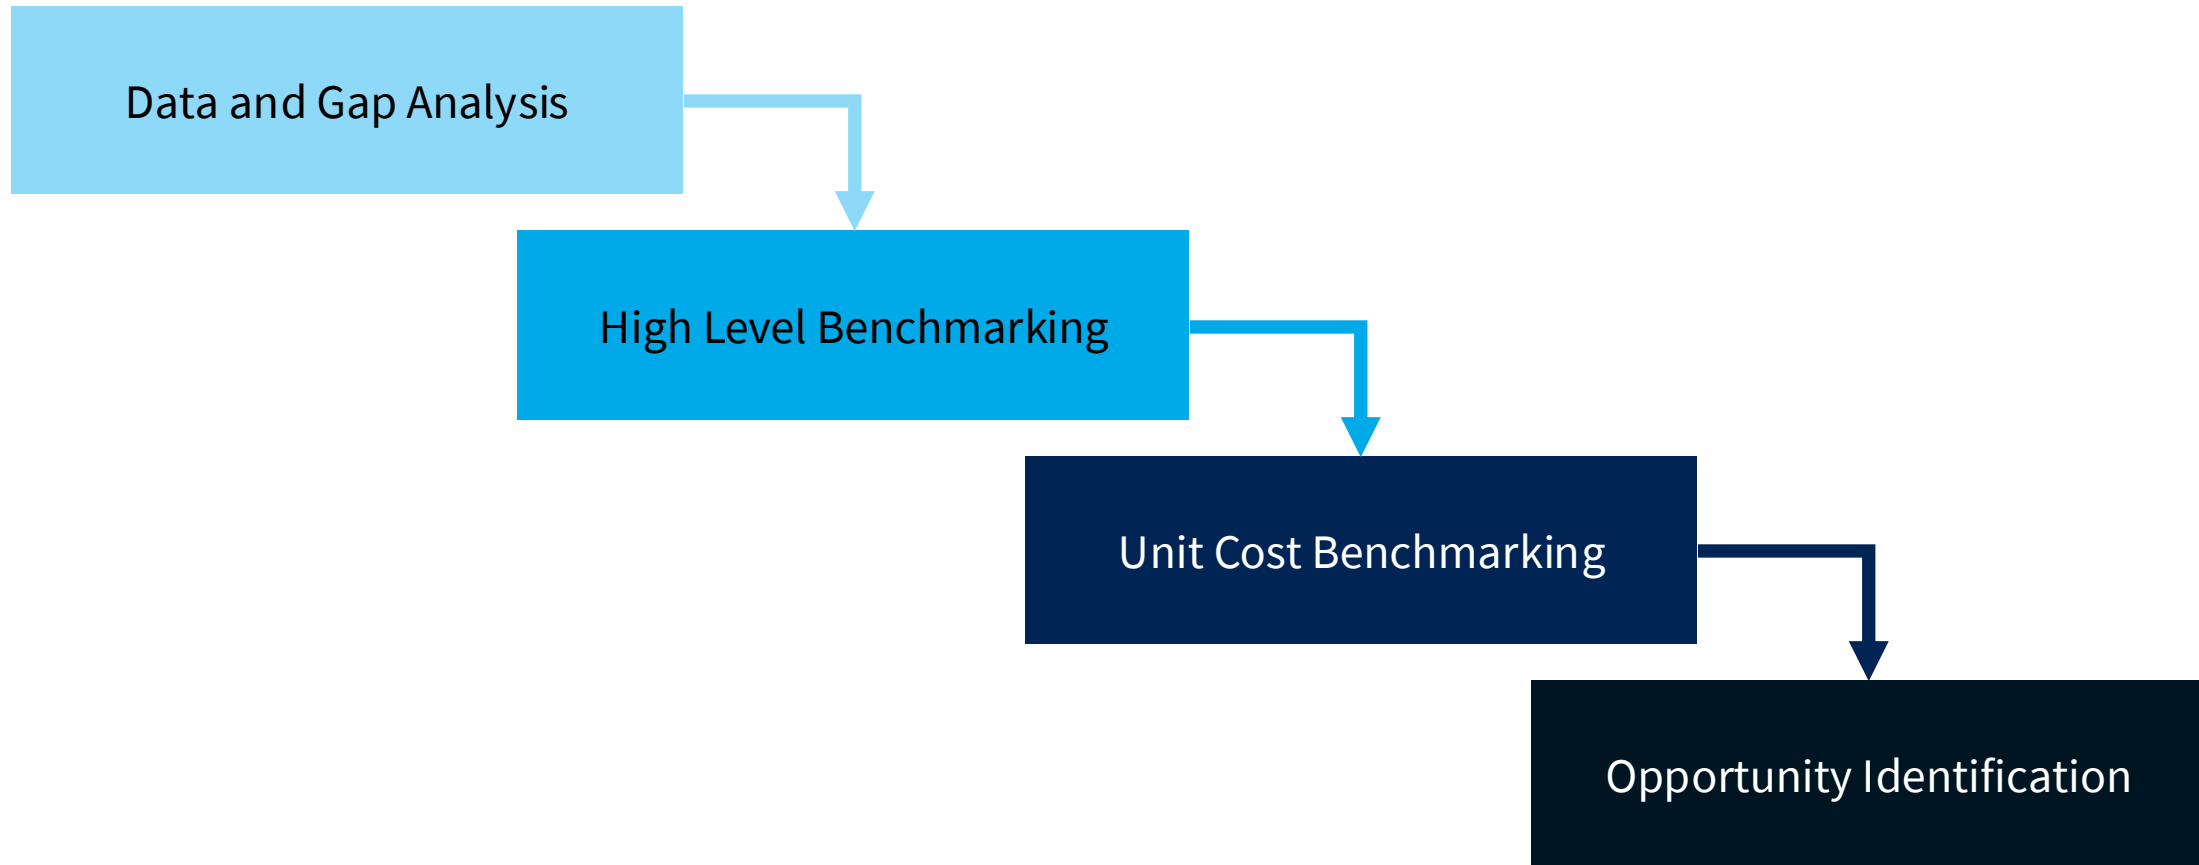 Data and Gap Analysis
High Level Benchmarking
Unit Cost Benchmarking
Opportunity Identification